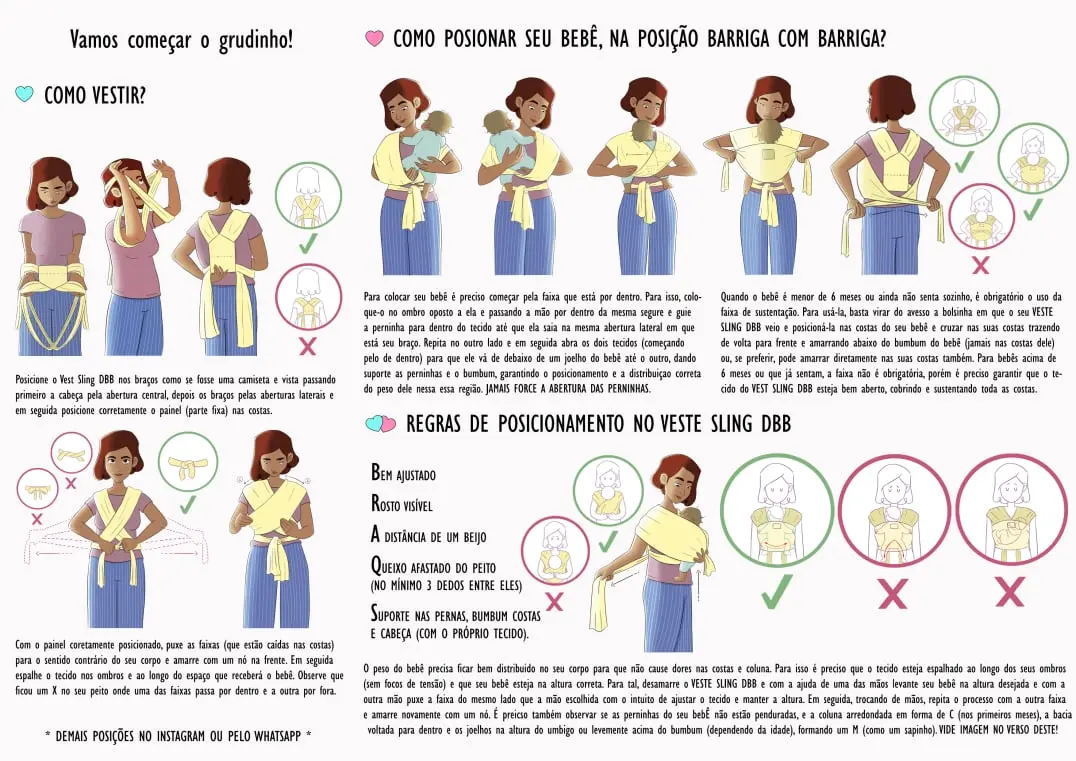 Vamos começar o grudinho!
COMO VESTIR?
Posicione o Vest Sling DBB nos braços como se fosse uma camiseta e vista passando
primeiro a cabeça pela abertura central, depois os braços pelas aberturas laterais e
em seguida posicione corretamente o painel (parte fixa) nas costas.
Com o painel coretamente posicionado, puxe as faixas (que estão caídas nas costas)
para o sentido contrário do seu corpo e amarre com um nó na frente. Em seguida
espalhe o tecido nos ombros e ao longo do espaço que receberá o bebê. Observe que
ficou um X no seu peito onde uma das faixas passa por dentro e a outra por fora.
* DEMAIS POSIÇÕES NO INSTAGRAM OU PELO WHATSAPP *
COMO POSIONAR SEU BEBÊ, NA POSIÇÃO BARRIGA COM BARRIGA?
Para colocar seu bebê é preciso começar pela faixa que está por dentro. Para isso, colo-
que-o no ombro oposto a ela e passando a mão por dentro da mesma segure e guie
a perninha para dentro do tecido até que ela saia na mesma abertura lateral em que
está seu braço. Repita no outro lado e em seguida abra os dois tecidos (começando
pelo de dentro) para que ele vá de debaixo de um joelho do bebê até o outro, dando
suporte as perninhas e o bumbum, garantindo o posicionamento e a distribuiçao correta
do peso dele nessa essa região. JAMAIS FORCE A ABERTURA DAS PERNINHAS.
Quando o bebê é menor de 6 meses ou ainda não senta sozinho, é obrigatório o uso da
faixa de sustentação. Para usá-la, basta virar do avesso a bolsinha em que o seu VESTE
SLING DBB veio e posicioná-la nas costas do seu bebê e cruzar nas suas costas trazendo
de volta para frente e amarrando abaixo do bumbum do bebê (jamais nas costas dele)
ou, se preferir, pode amarrar diretamente nas suas costas também. Para bebês acima de
6 meses ou que já sentam, a faixa não é obrigatória, porém é preciso garantir que o te-
cido do VEST SLING DBB esteja bem aberto, cobrindo e sustentando toda as costas.
REGRAS DE POSICIONAMENTO NO VESTE SLING DBB
BEM AJUSTADO
ROSTO VISÍVEL
A DISTÂNCIA DE UM BEIJO
QUEIXO AFASTADO DO PEITO
(NO MÍNIMO 3 DEDOS ENTRE ELES)
SUPORTE NAS PERNAS, BUMBUM COSTAS
E CABEÇA (COM O PRÓPRIO TECIDO).
O peso do bebê precisa ficar bem distribuido no seu corpo para que não cause dores nas costas e coluna. Para isso é preciso que o tecido esteja espalhado ao longo dos seus ombros
(sem focos de tensão) e que seu bebê esteja na altura correta. Para tal, desamarre o VESTE SLING DBB e com a ajuda de uma das mãos levante seu bebê na altura desejada e com a
outra mão puxe a faixa do mesmo lado que a mão escolhida com o intuito de ajustar o tecido e manter a altura. Em seguida, trocando de mãos, repita o processo com a outra faixa
e amarre novamente com um nó. É preciso também observar se as perninhas do seu bebÊ não estão penduradas, e a coluna arredondada em forma de C (nos primeiros meses), a bacia
voltada para dentro e os joelhos na altura do umbigo ou levemente acima do bumbum (dependendo da idade), formando um M (como um sapinho). VIDE IMAGEM NO VERSO DESTE!